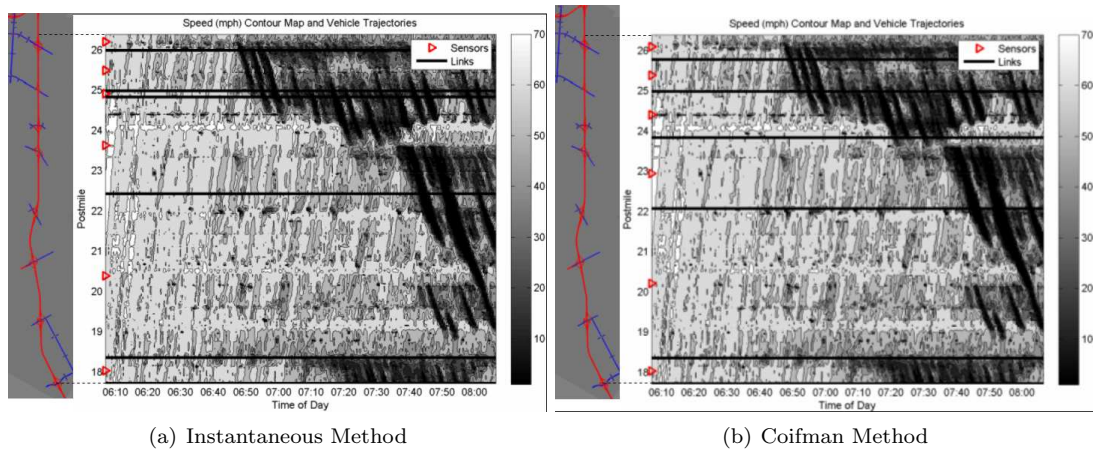 Speed (mph) Contour Map and Vehicle Trajectories
Sensors
Links
26
25
24
23
22
21
20
19
18
Postmile
06:10 06:20 06:30 06:40 06:50 07:00 07:10 07:20 07:30 07:40 07:50 08:00
Time of Day
70
60
50
40
30
20
10
(a) Instantaneous Method
Speed (mph) Contour Map and Vehicle Trajectories
Sensors
Links
26
25
24
23
22
21
20
19
18
Postmile
06:10 06:20 06:30 06:40 06:50 07:00 07:10 07:20 07:30 07:40 07:50 08:00
Time of Day
70
60
50
40
30
20
10
(b) Coifman Method